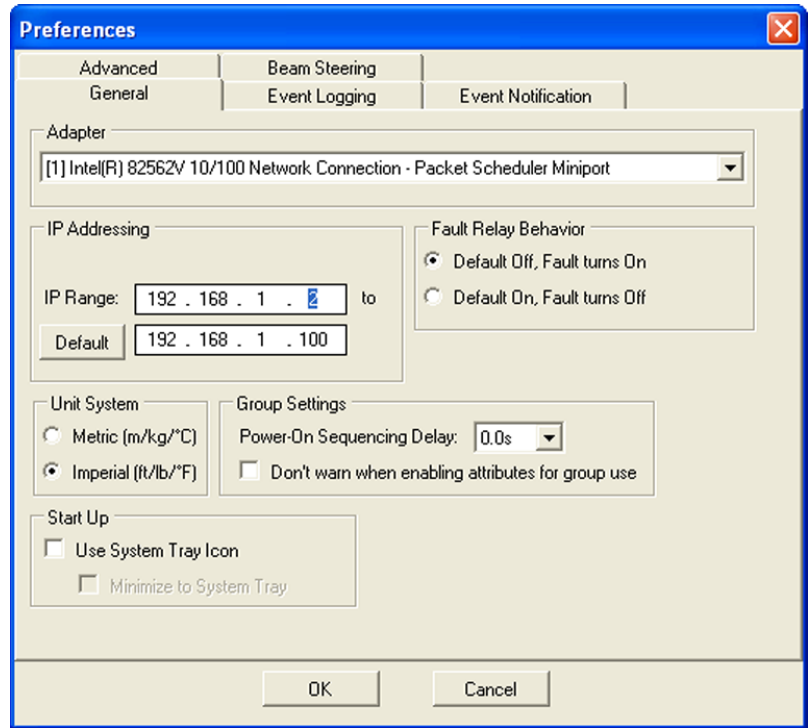 Preferences
Advanced
Beam Steering
General
Event Logging
Event Notification
Adapter
[1] Intel(R) 82562V 10/100 Network Connection - Packet Scheduler Miniport
IP Addressing
IP Range: 192 . 168 . 1 . 2 to
Default 192 . 168 . 1 . 100
Fault Relay Behavior
Default Off, Fault turns On
Default On, Fault turns Off
Unit System
Metric (m/kg/°C)
Imperial (ft/lb/°F)
Group Settings
Power-On Sequencing Delay: 0.0s
Don't warn when enabling attributes for group use
Start Up
Use System Tray Icon
Minimize to System Tray
OK
Cancel